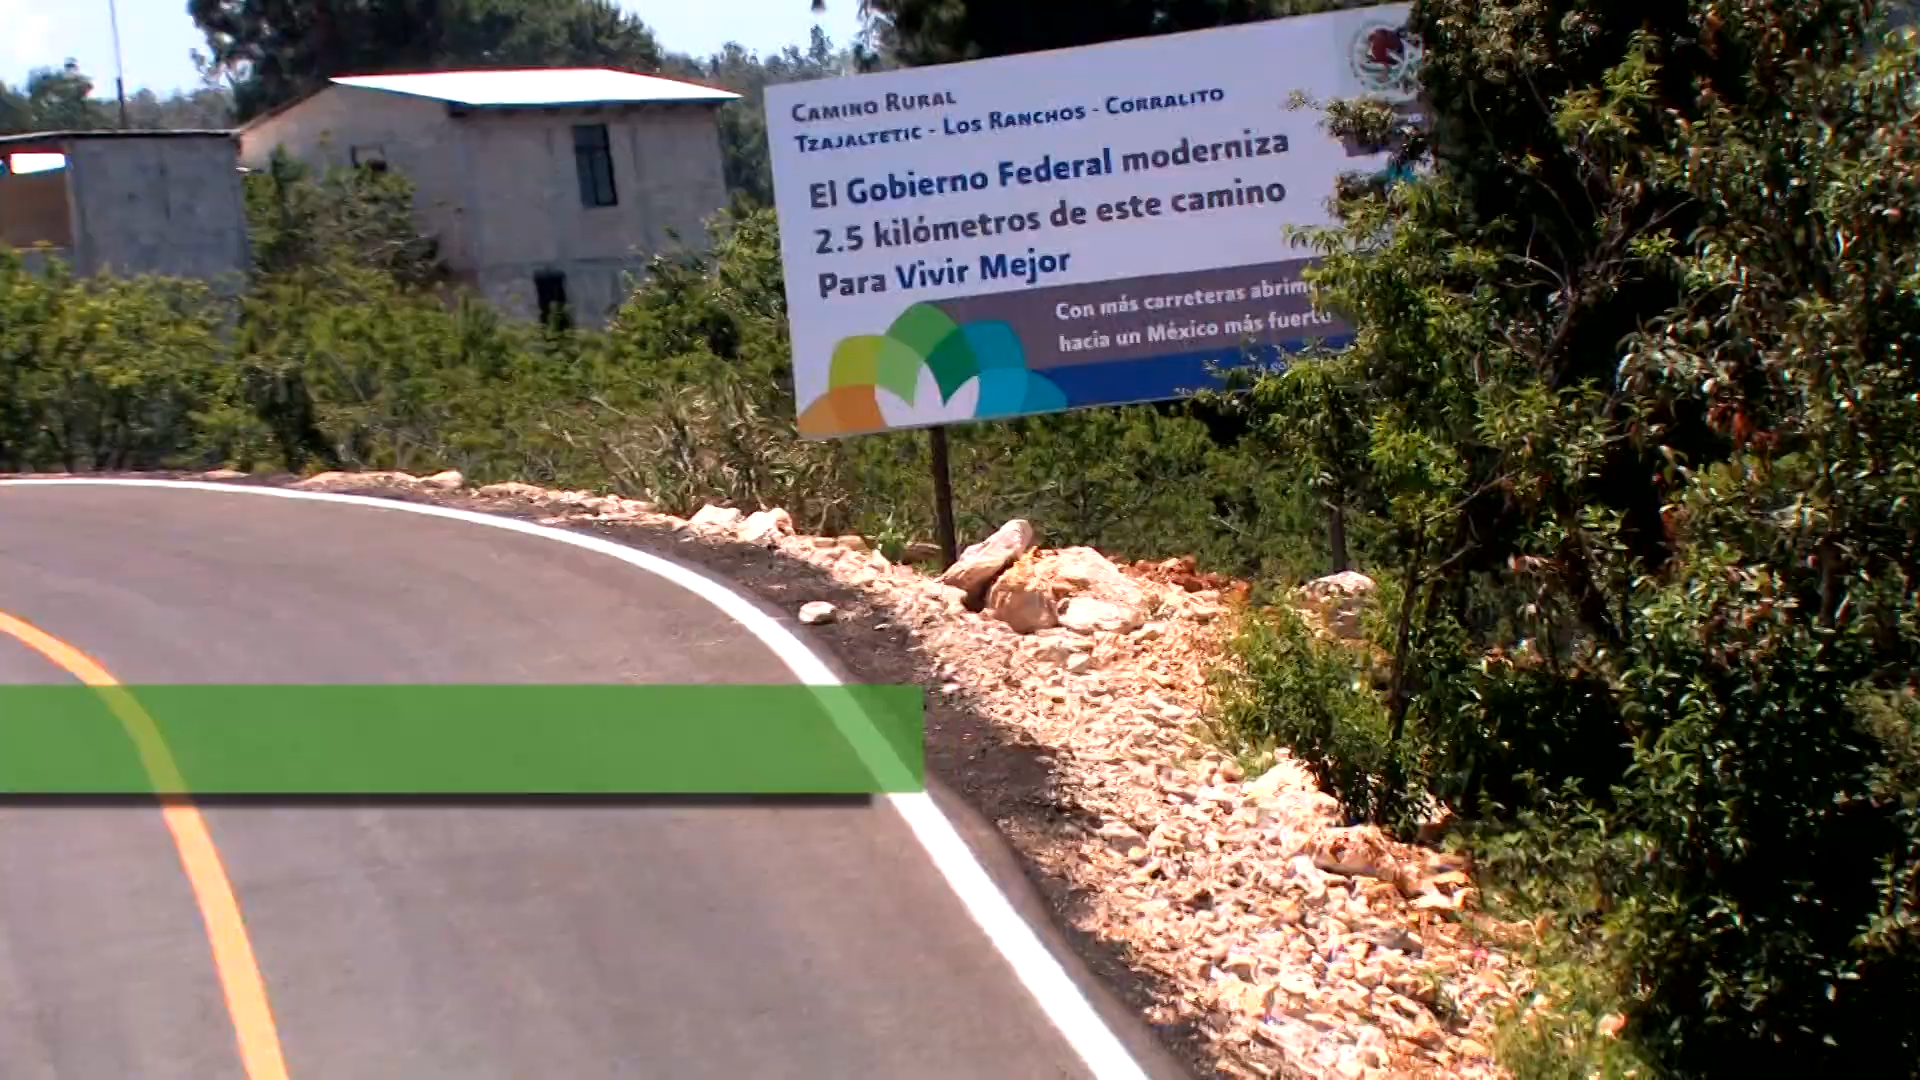 Camino Rural
Tzajaltetic - Los Ranchos - Corralito
El Gobierno Federal moderniza
2.5 kilómetros de este camino
Para Vivir Mejor
Con más carreteras
hacia un México más fuerte